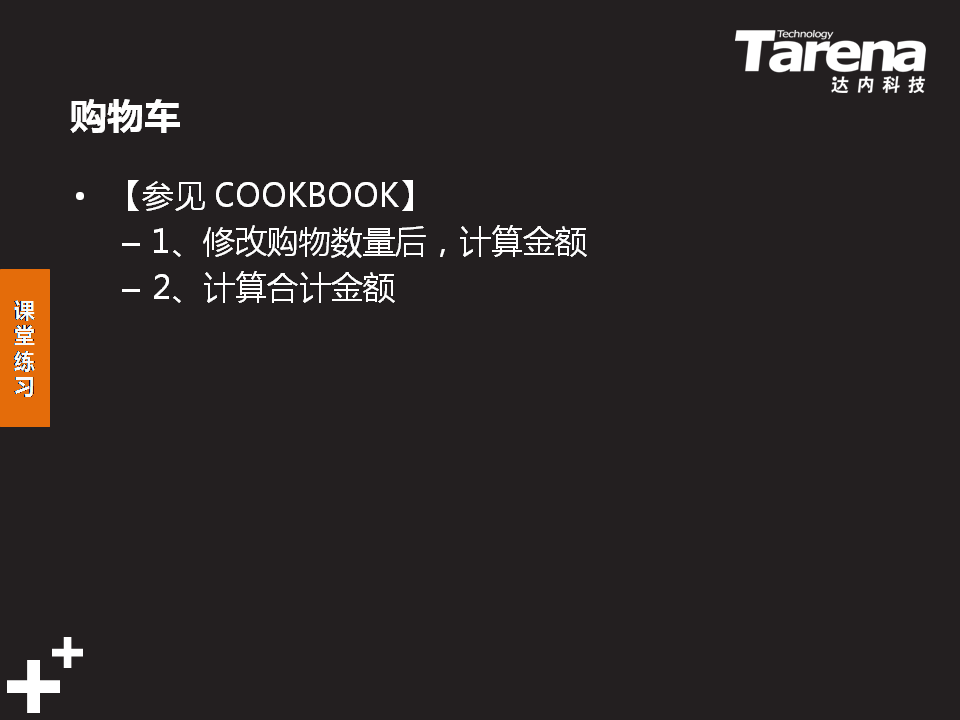 Technology
Tarena
达内科技
购物车
• 【参见 COOKBOOK】
– 1、修改购物数量后，计算金额
– 2、计算合计金额
课
堂
练
习